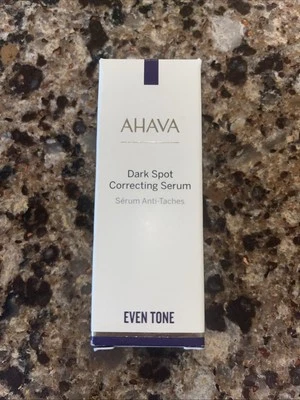 AHAVA
Dark Spot
Correcting Serum
Sérum Anti-Taches
EVEN TONE